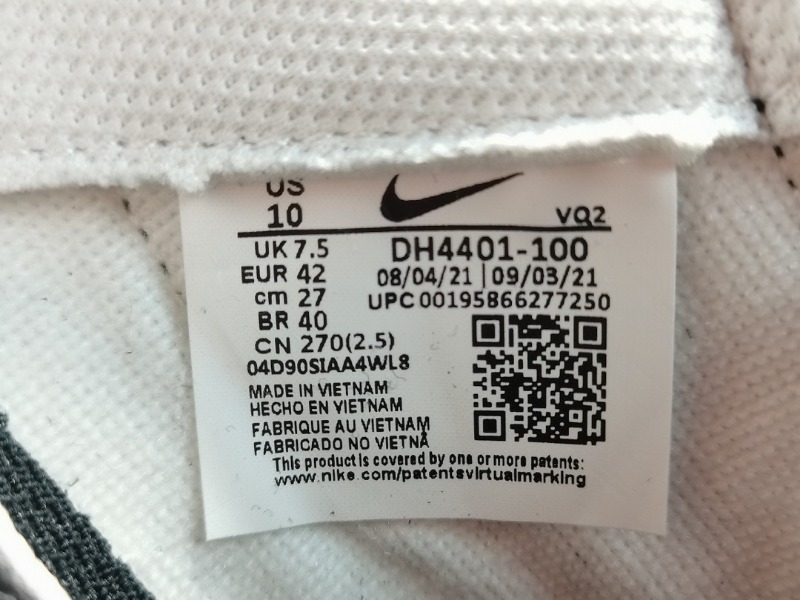 US
10
VQ2
UK 7.5
DH4401-100
EUR 42
08/04/21 | 09/03/21
cm 27
UPC 00195866277250
BR 40
CN 270(2.5)
04D90SIAA4WL8
MADE IN VIETNAM
HECHO EN VIETNAM
FABRIQUE AU VIETNAM
FABRICADO NO VIETNÃ
This product is covered by one or more patents:
www.nike.com/patentsvirtualmarking